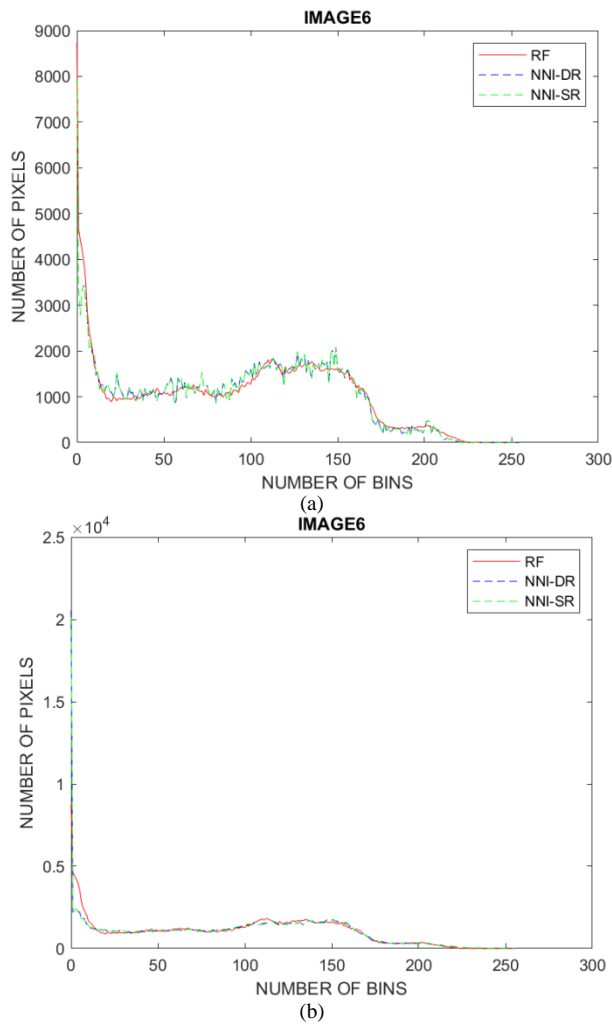 IMAGE6
9000
8000
7000
6000
5000
4000
3000
2000
1000
0
NUMBER OF PIXELS
RF
NNI-DR
NNI-SR
0 50 100 150 200 250 300
NUMBER OF BINS
(a)
IMAGE6
×10⁴
2.5
2
1.5
1
0.5
0
NUMBER OF PIXELS
RF
NNI-DR
NNI-SR
0 50 100 150 200 250 300
NUMBER OF BINS
(b)